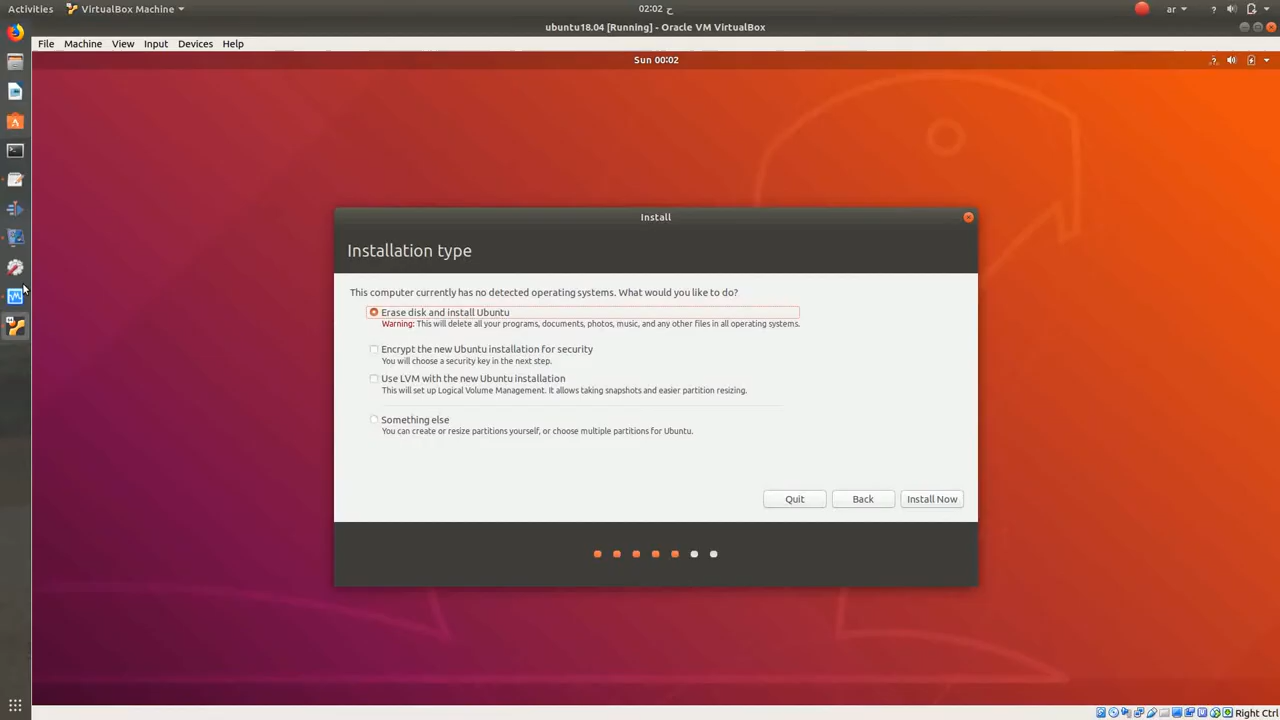 Activities VirtualBox Machine ح 02:02 ar
ubuntu18.04 [Running] - Oracle VM VirtualBox
File Machine View Input Devices Help
Sun 00:02
Install
Installation type
This computer currently has no detected operating systems. What would you like to do?
Erase disk and install Ubuntu
Warning: This will delete all your programs, documents, photos, music, and any other files in all operating systems.
Encrypt the new Ubuntu installation for security
You will choose a security key in the next step.
Use LVM with the new Ubuntu installation
This will set up Logical Volume Management. It allows taking snapshots and easier partition resizing.
Something else
You can create or resize partitions yourself, or choose multiple partitions for Ubuntu.
Quit Back Install Now
Right Ctrl